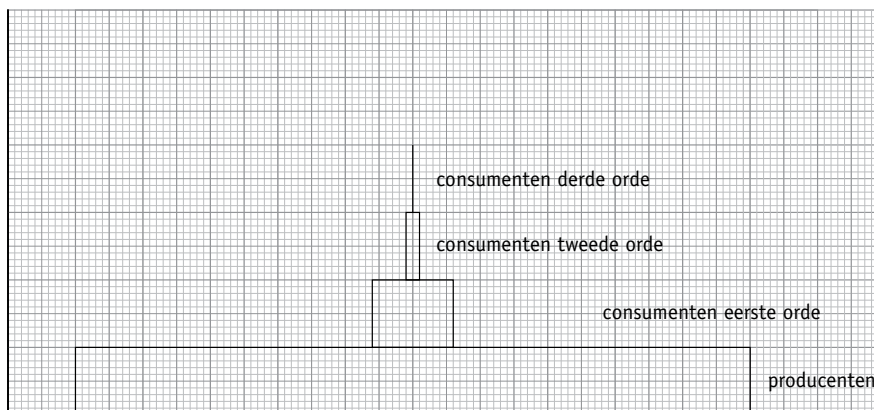 consumenten derde orde
consumenten tweede orde
consumenten eerste orde
producenten